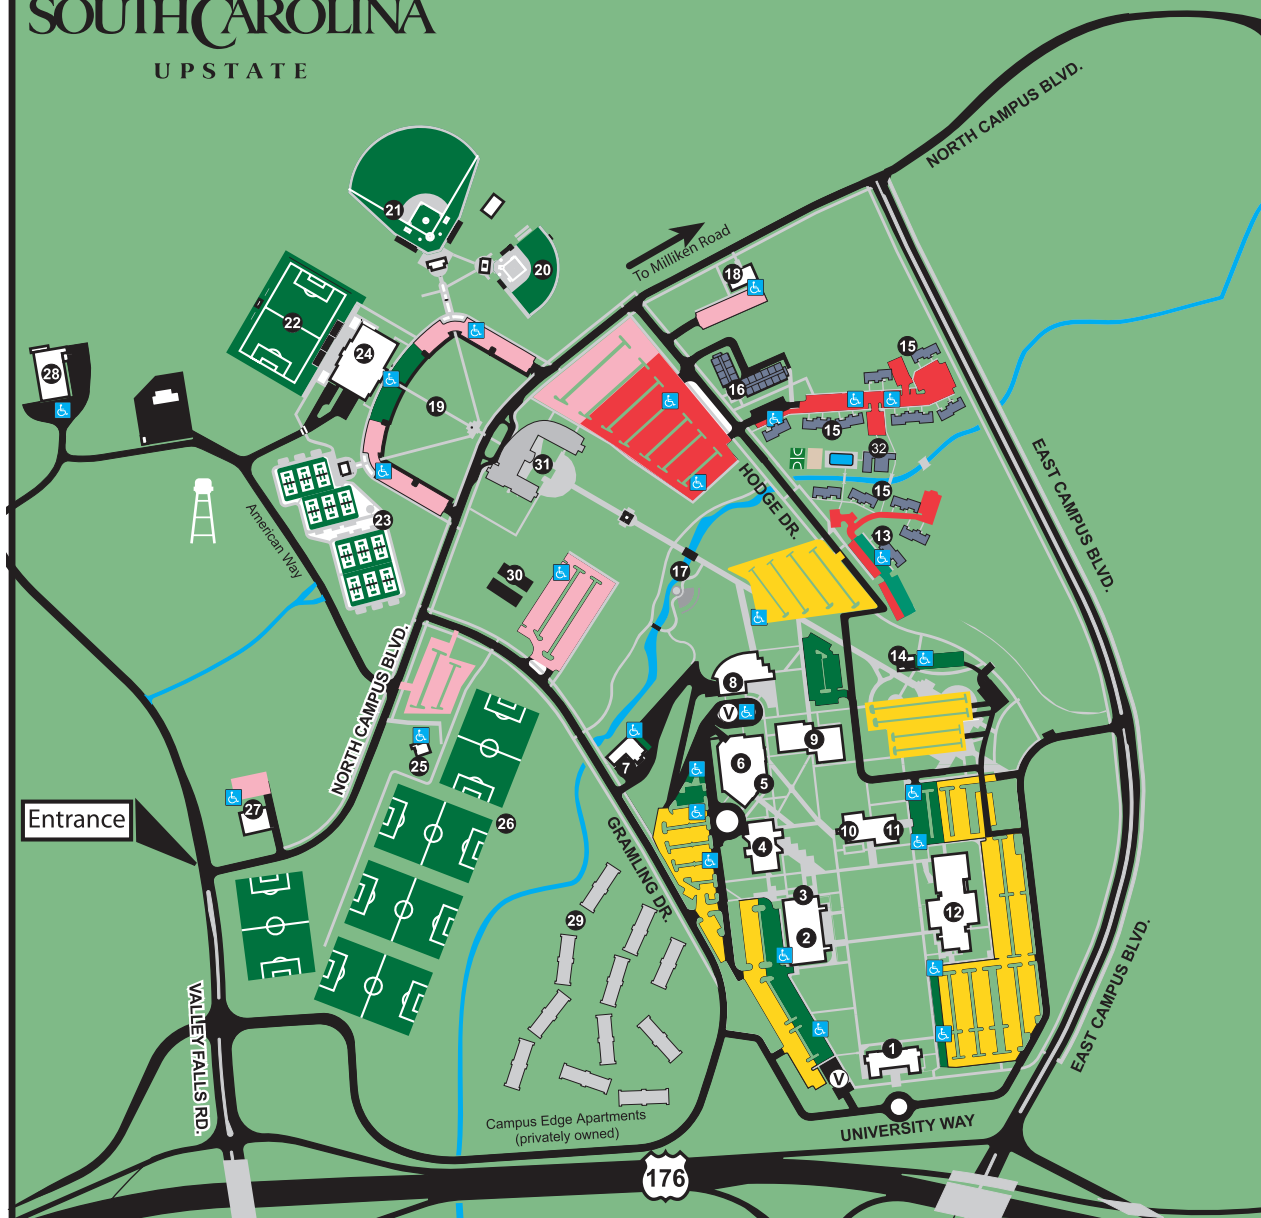 SOUTH CAROLINA
UPSTATE
NORTH CAMPUS BLVD.
21
20
To Milliken Road
18
22
24
28
15
16
19
15
32
31
HODGE DR.
EAST CAMPUS BLVD.
15
23
American Way
13
30
17
14
NORTH CAMPUS BLVD.
8
V
9
25
7
6
5
27
Entrance
26
GRAMLING DR.
10
11
4
29
3
12
2
VALLEY FALLS RD.
EAST CAMPUS BLVD.
1
V
Campus Edge Apartments
(privately owned)
UNIVERSITY WAY
176